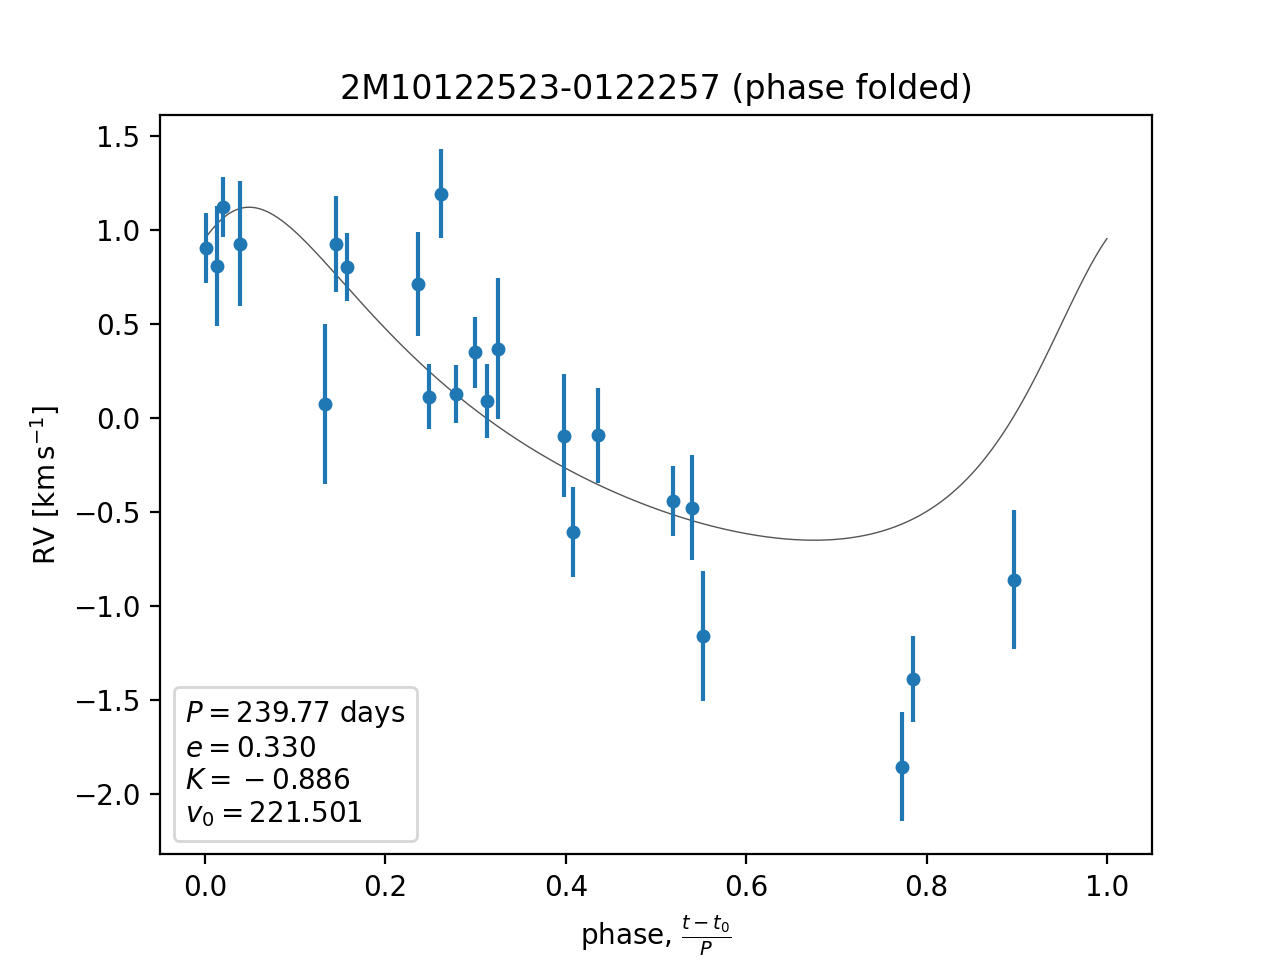 2M10122523-0122257 (phase folded)
1.5
1.0
0.5
0.0
−0.5
−1.0
−1.5
−2.0
RV [km s⁻¹]
P = 239.77 days
e = 0.330
K = −0.886
v₀ = 221.501
0.0 0.2 0.4 0.6 0.8 1.0
phase, (t − t₀)/P